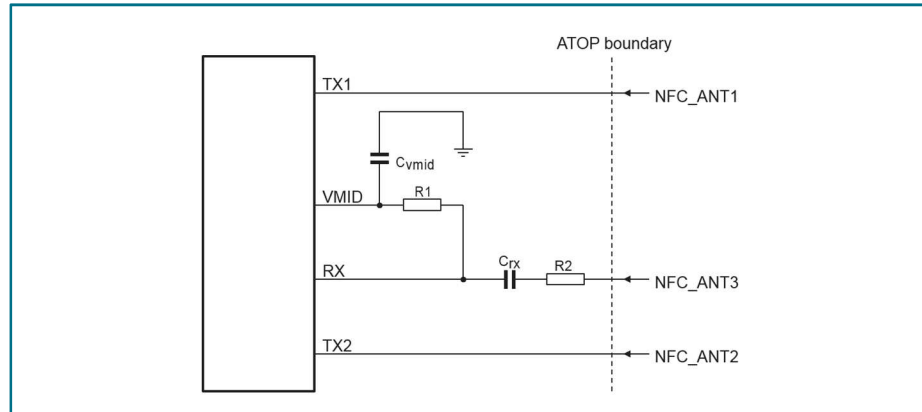 ATOP boundary
TX1
NFC_ANT1
Cvmid
VMID
R1
RX
Crx
R2
NFC_ANT3
TX2
NFC_ANT2